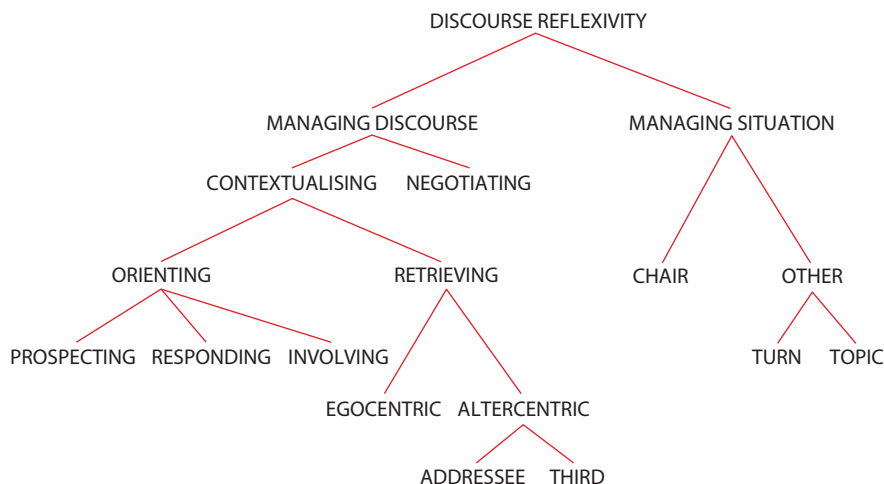 DISCOURSE REFLEXIVITY
MANAGING DISCOURSE
MANAGING SITUATION
CONTEXTUALISING
NEGOTIATING
ORIENTING
RETRIEVING
CHAIR
OTHER
PROSPECTING
RESPONDING
INVOLVING
TURN
TOPIC
EGOCENTRIC
ALTERCENTRIC
ADDRESSEE
THIRD